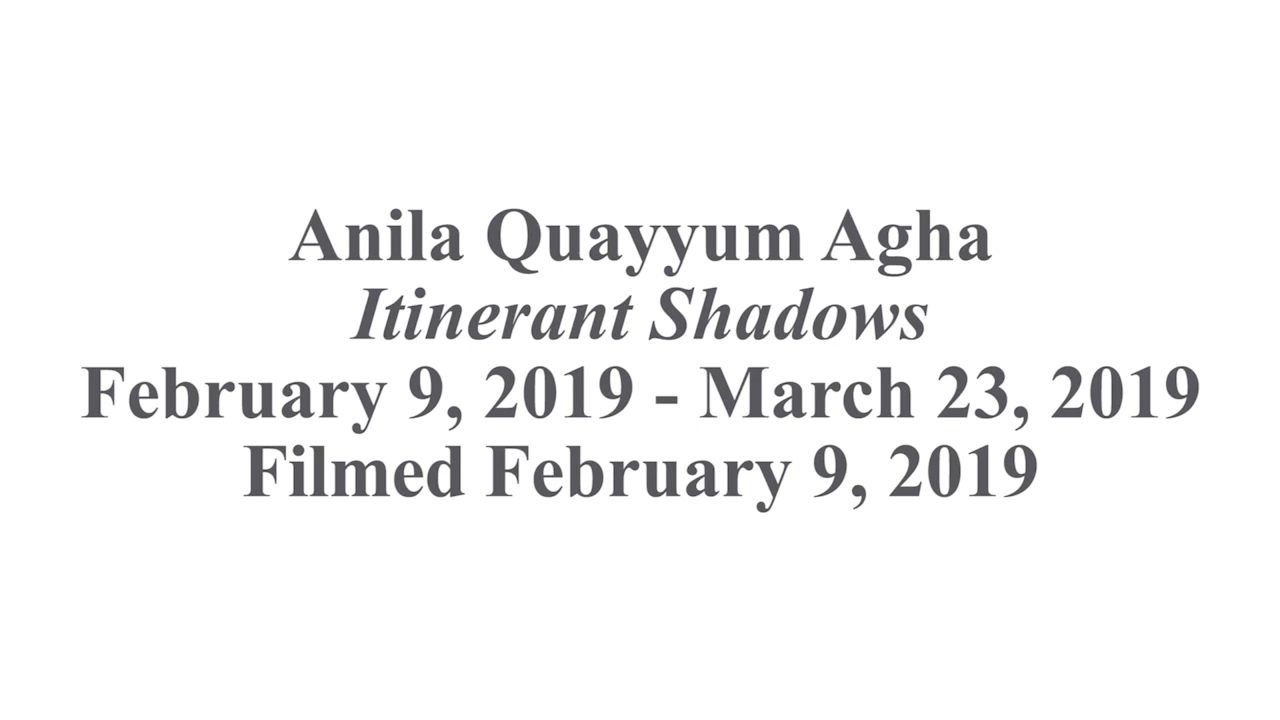 Anila Quayyum Agha
Itinerant Shadows
February 9, 2019 - March 23, 2019
Filmed February 9, 2019